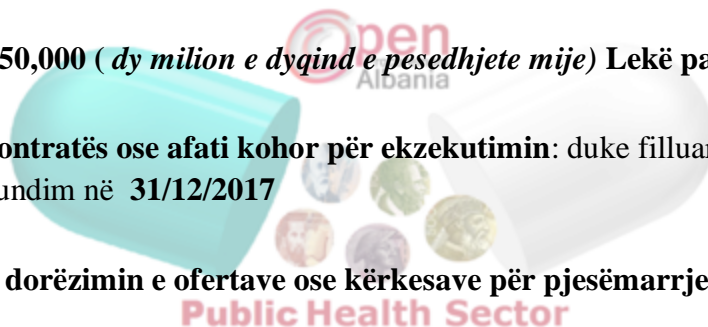 Open
Albania
50,000 ( dy milion e dyqind e pesedhjete mije) Lekë pa
ontratës ose afati kohor për ekzekutimin: duke filluar
undim në 31/12/2017
dorëzimin e ofertave ose kërkesave për pjesëmarrje
Public Health Sector